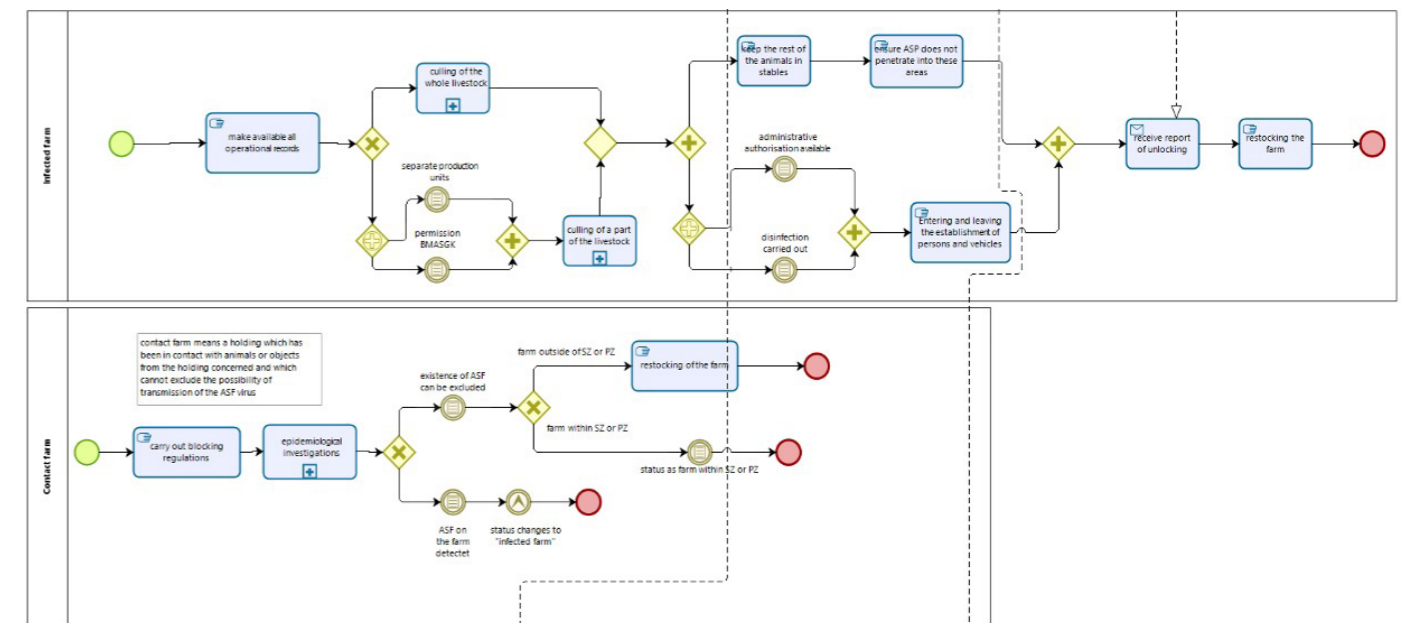 Infected farm
make available all
operational records
culling of the
whole livestock
separate production
units
permission
BMASGK
culling of a part
of the livestock
keep the rest of
the animals in
stables
ensure ASP does not
penetrate into these
areas
administrative
authorisation available
disinfection
carried out
Entering and leaving
the establishment of
persons and vehicles
receive report
of unlocking
restocking the
farm
Contact farm
contact farm means a holding which has
been in contact with animals or objects
from the holding concerned and which
cannot exclude the possibility of
transmission of the ASF virus
carry out blocking
regulations
epidemiological
investigations
existence of ASF
can be excluded
farm outside of SZ or PZ
restocking of the farm
farm within SZ or PZ
status as farm within SZ or PZ
ASF on
the farm
detectet
status changes to
"infected farm"